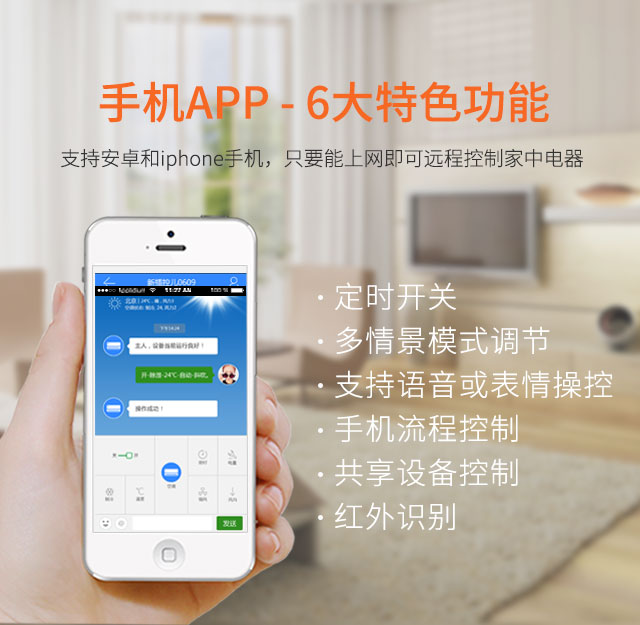 手机APP - 6大特色功能
支持安卓和iphone手机，只要能上网即可远程控制家中电器
11:27 AM
100 %
主人，设备当前运行良好！
操作成功！
发送
· 定时开关
· 多情景模式调节
· 支持语音或表情操控
· 手机流程控制
· 共享设备控制
· 红外识别